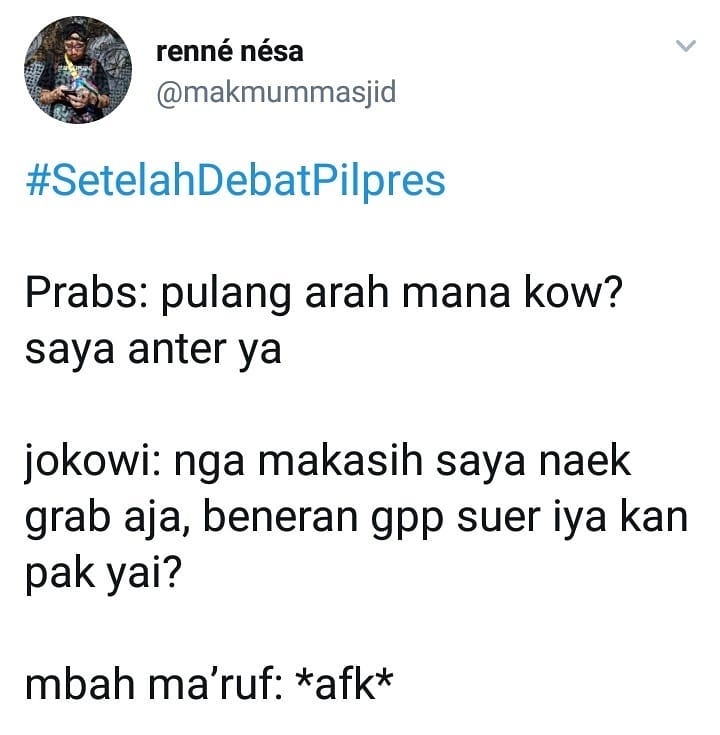 renné nésa
@makmummasjid
#SetelahDebatPilpres
Prabs: pulang arah mana kow?
saya anter ya
jokowi: nga makasih saya naek
grab aja, beneran gpp suer iya kan
pak yai?
mbah ma’ruf: *afk*